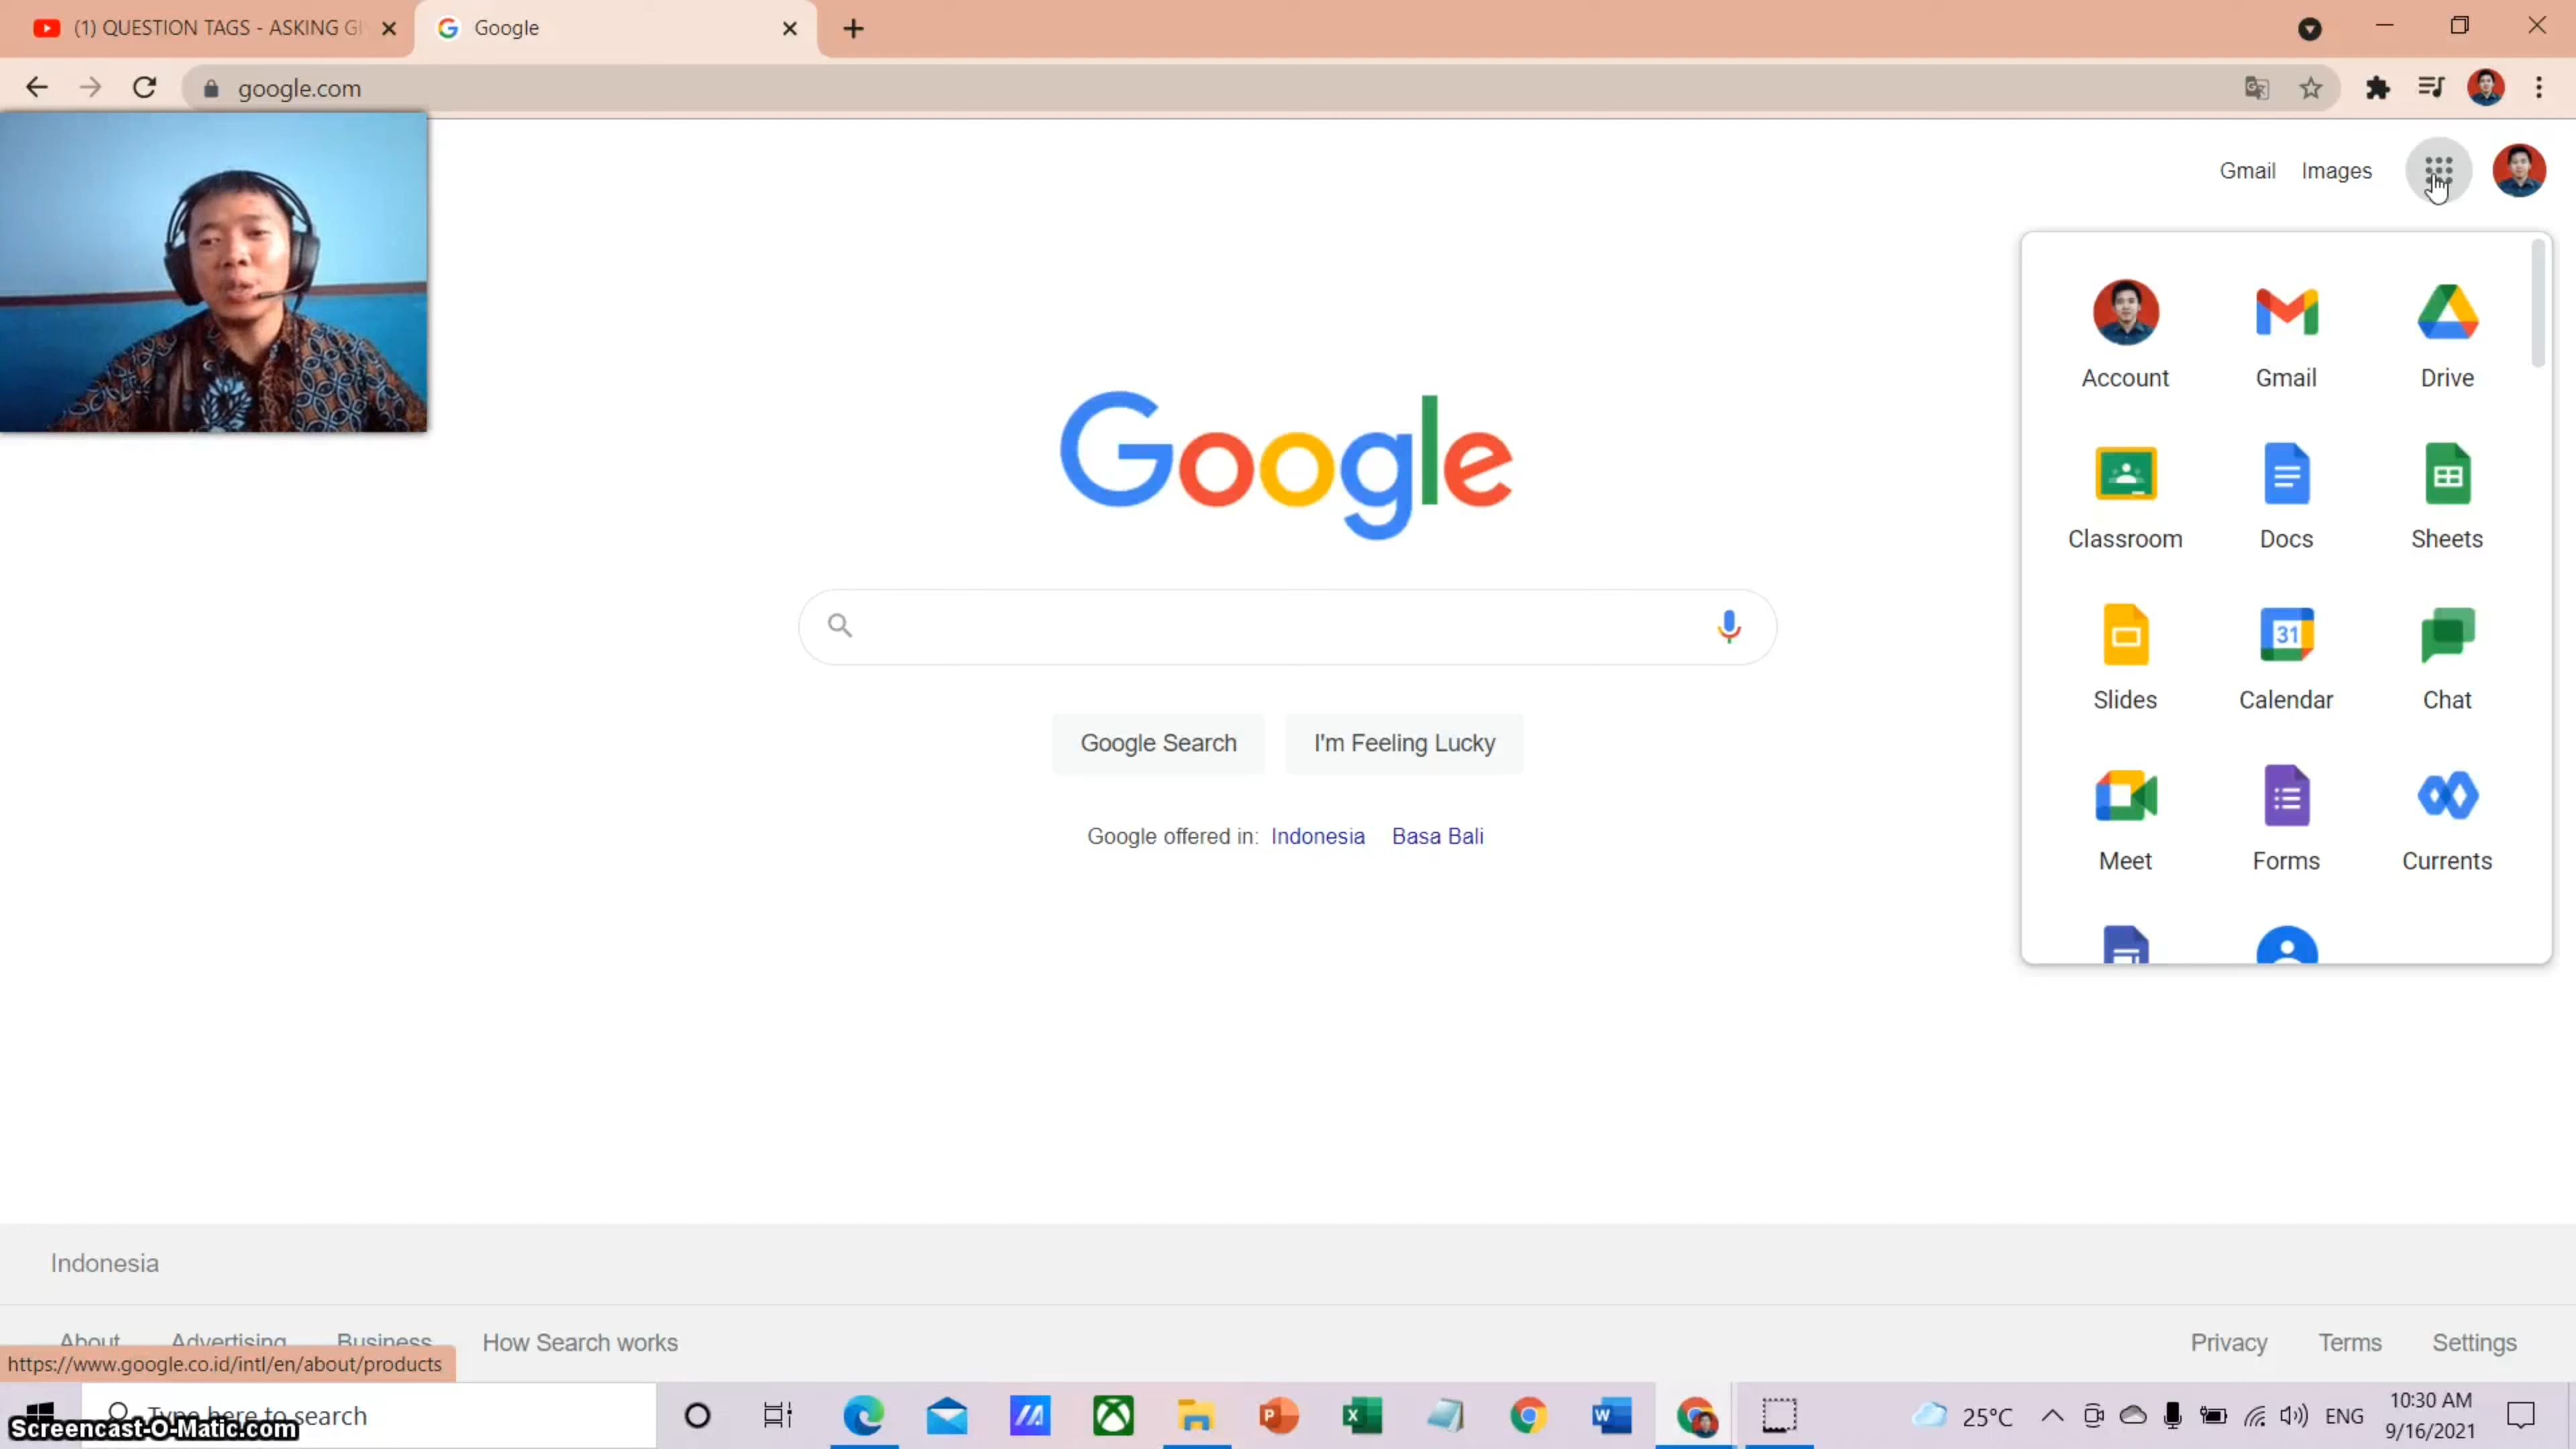 (1) QUESTION TAGS - ASKING GI
Google
google.com
Gmail Images
Account Gmail Drive
Classroom Docs Sheets
Google
31
Slides Calendar Chat
Google Search I'm Feeling Lucky
Google offered in: Indonesia Basa Bali
Meet Forms Currents
Indonesia
About Advertising Business How Search works Privacy Terms Settings
https://www.google.co.id/intl/en/about/products
Type here to search
Screencast-O-Matic.com
25°C ENG 10:30 AM
9/16/2021